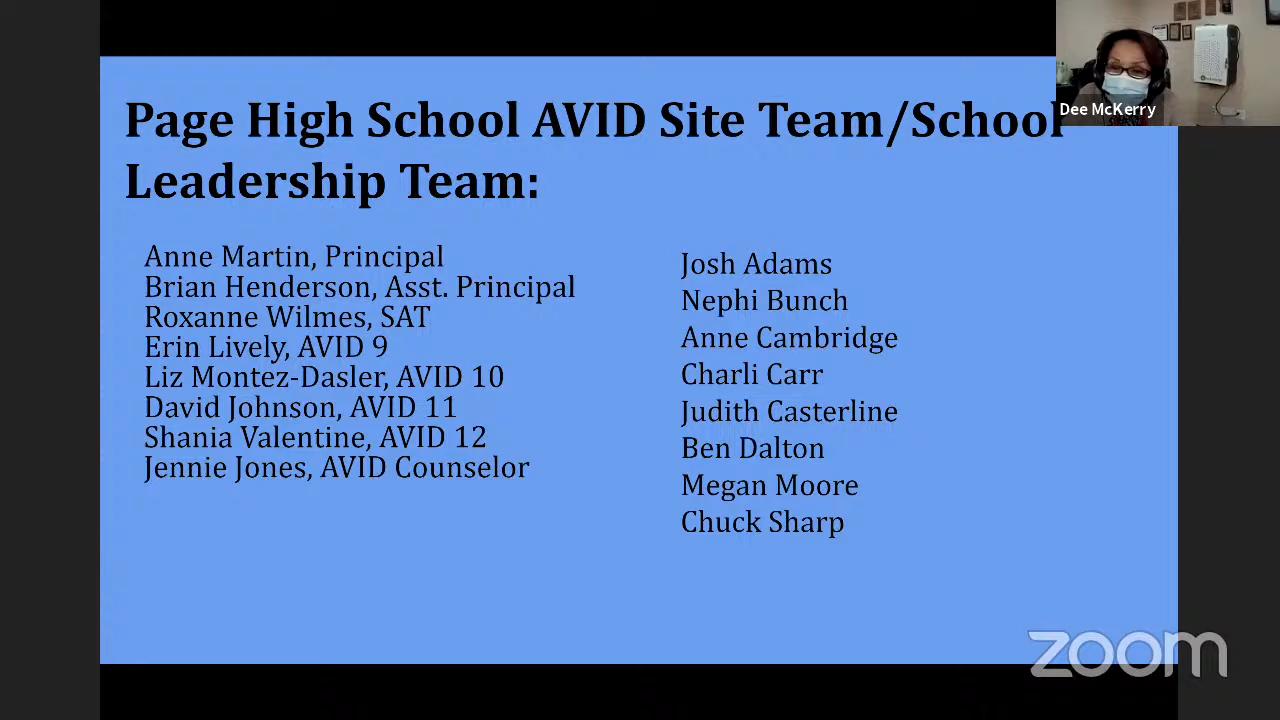 Page High School AVID Site Team/School
Leadership Team:
Anne Martin, Principal
Brian Henderson, Asst. Principal
Roxanne Wilmes, SAT
Erin Lively, AVID 9
Liz Montez-Dasler, AVID 10
David Johnson, AVID 11
Shania Valentine, AVID 12
Jennie Jones, AVID Counselor
Josh Adams
Nephi Bunch
Anne Cambridge
Charli Carr
Judith Casterline
Ben Dalton
Megan Moore
Chuck Sharp
Dee McKerry
zoom